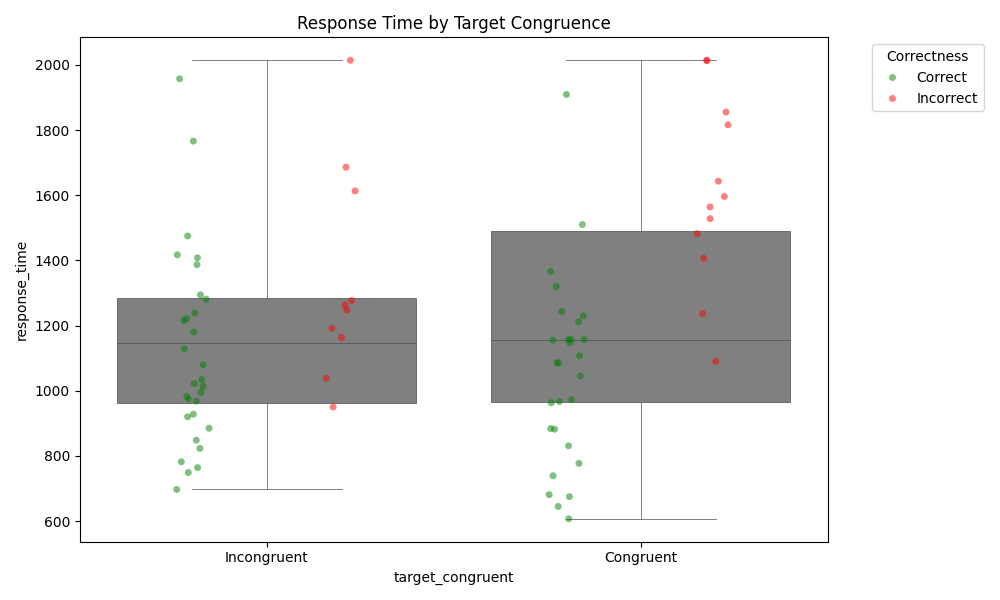 Response Time by Target Congruence
Correctness
Correct
Incorrect
response_time
2000
1800
1600
1400
1200
1000
800
600
Incongruent
Congruent
target_congruent